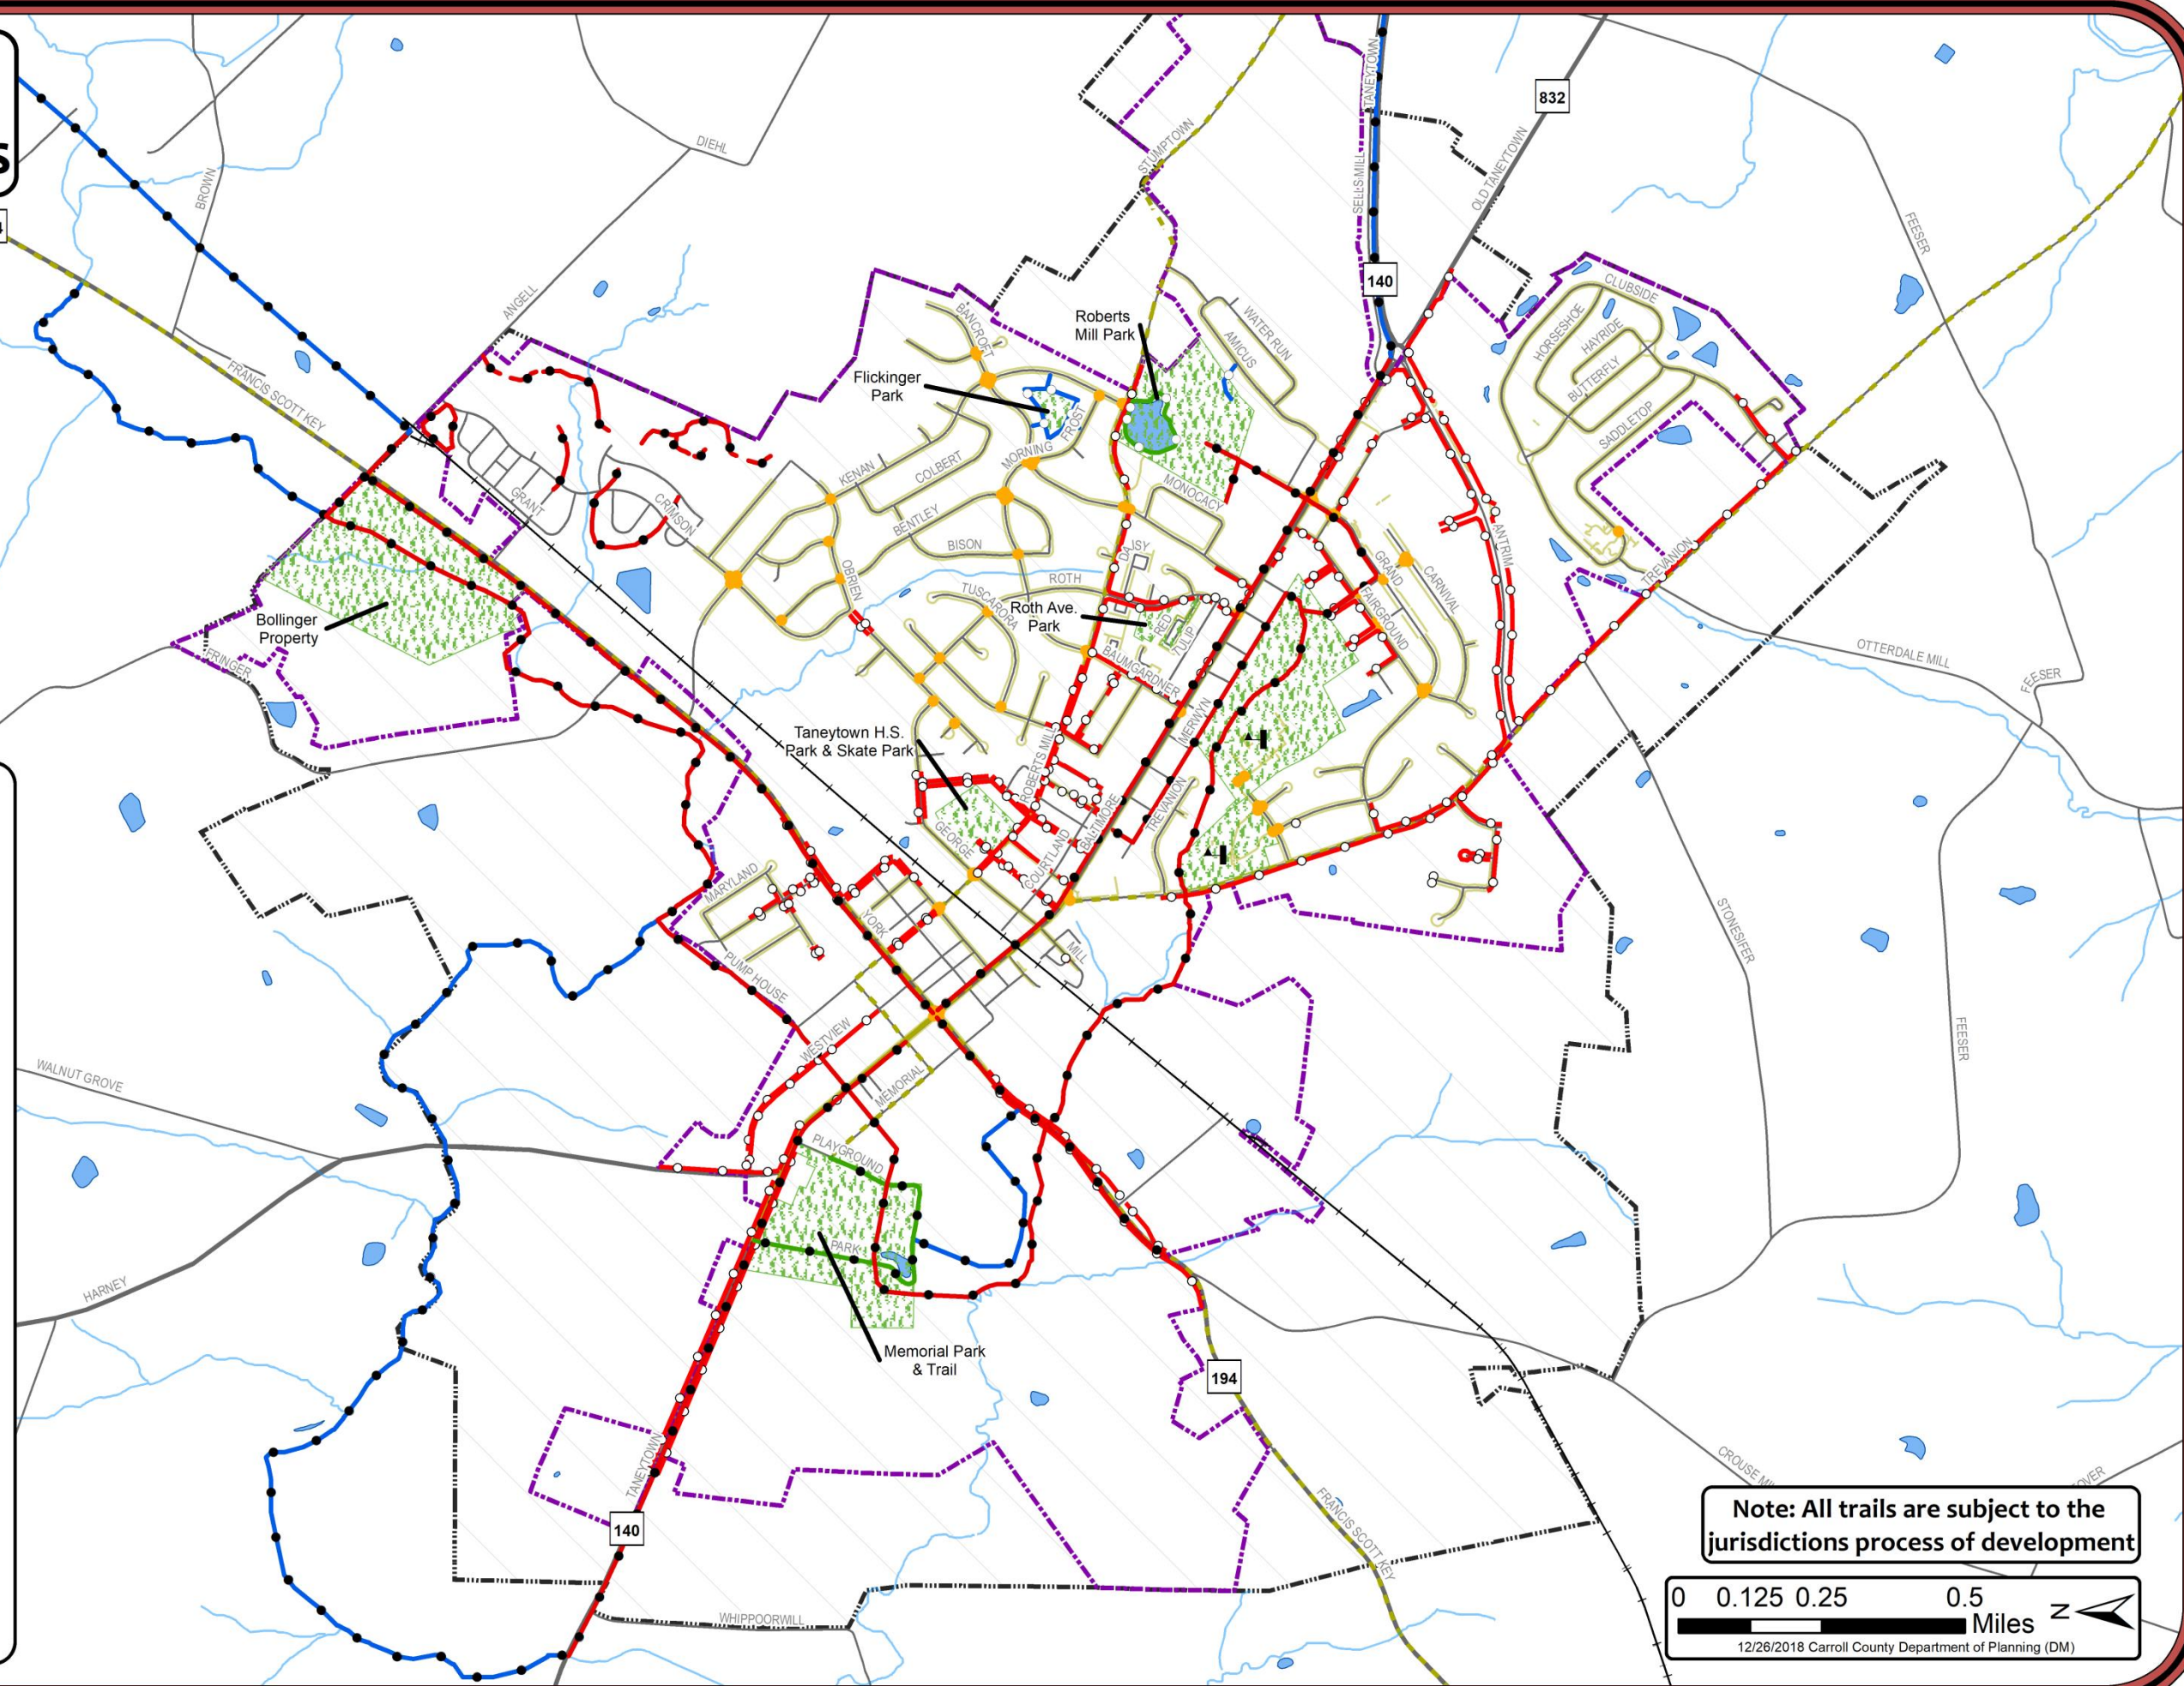 S
4
DIEHL
BROWN
STUMPTOWN
TANEYTOWN
SELLS MILL
832
OLD TANEYTOWN
FEESER
ANGELL
140
CLUBSIDE
HORSESHOE
HAYRIDE
BUTTERFLY
SADDLETOP
WATER RUN
AMICUS
BANCROFT
Roberts
Mill Park
Flickinger
Park
FROST
MORNING
FRANCIS SCOTT KEY
KENAN
COLBERT
BENTLEY
MONOCACY
GRANT
CRIMSON
BISON
DAISY
ROTH
OBRIEN
TUSCARORA
Roth Ave.
Park
RED
TULIP
GRAND
CARNIVAL
FAIRGROUND
ANTRIM
TREVANION
OTTERDALE MILL
FEESER
Bollinger
Property
FRINGER
BAUMGARDNER
MERWYN
Taneytown H.S.
Park & Skate Park
ROBERTS MILL
GEORGE
COURTLAND
BALTIMORE
TREVANION
MARYLAND
YORK
MILL
PUMP HOUSE
STONESIFER
FEESER
WESTVIEW
MEMORIAL
WALNUT GROVE
PLAYGROUND
PARK
HARNEY
Memorial Park
& Trail
194
TANEYTOWN
140
FRANCIS SCOTT KEY
WHIPPOORWILL
CROUSE MI
OVER
Note: All trails are subject to the
jurisdictions process of development
0 0.125 0.25 0.5
Miles
N
12/26/2018 Carroll County Department of Planning (DM)